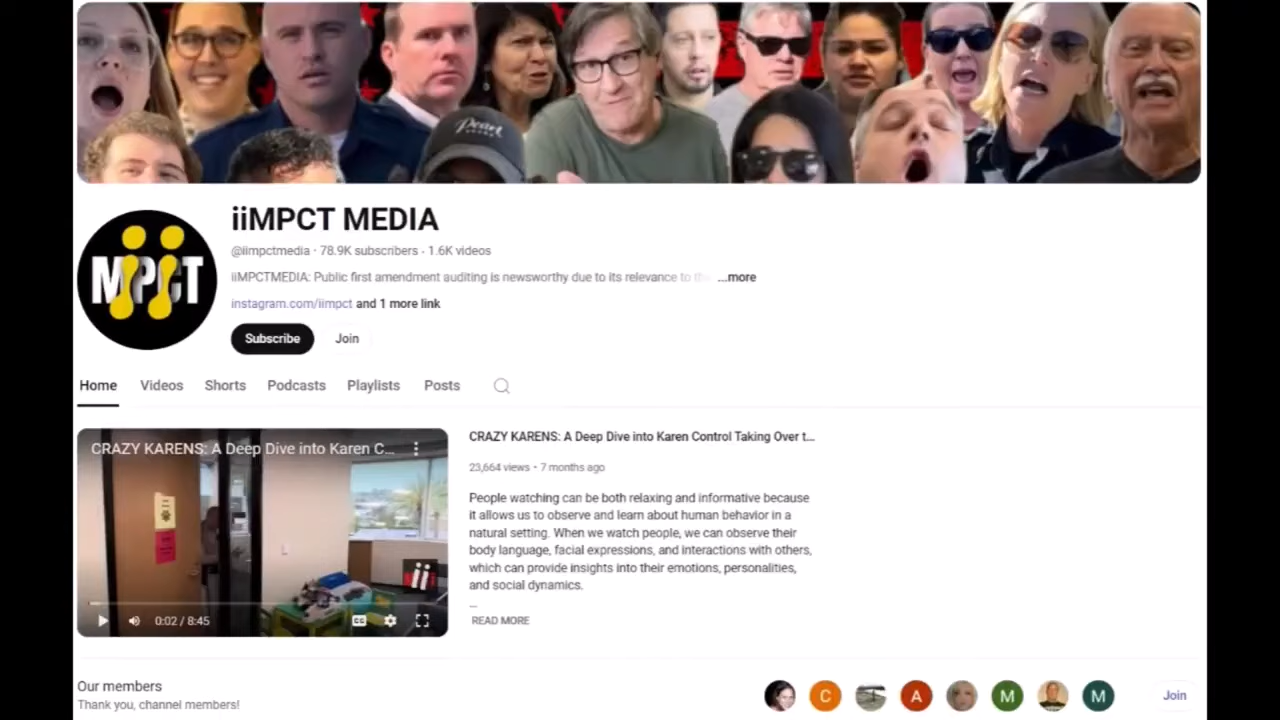 Pearl
iiMPCT MEDIA
@iimpctmedia · 78.9K subscribers · 1.6K videos
iiMPCTMEDIA: Public first amendment auditing is newsworthy due to its relevance to the ...more
instagram.com/iimpct and 1 more link
MPCT
Subscribe
Join
Home Videos Shorts Podcasts Playlists Posts
CRAZY KARENS: A Deep Dive into Karen C...
0:02 / 8:45
CRAZY KARENS: A Deep Dive into Karen Control Taking Over t...
23,664 views · 7 months ago
People watching can be both relaxing and informative because
it allows us to observe and learn about human behavior in a
natural setting. When we watch people, we can observe their
body language, facial expressions, and interactions with others,
which can provide insights into their emotions, personalities,
and social dynamics.
...
READ MORE
Our members
Thank you, channel members!
C
A
M
M
Join